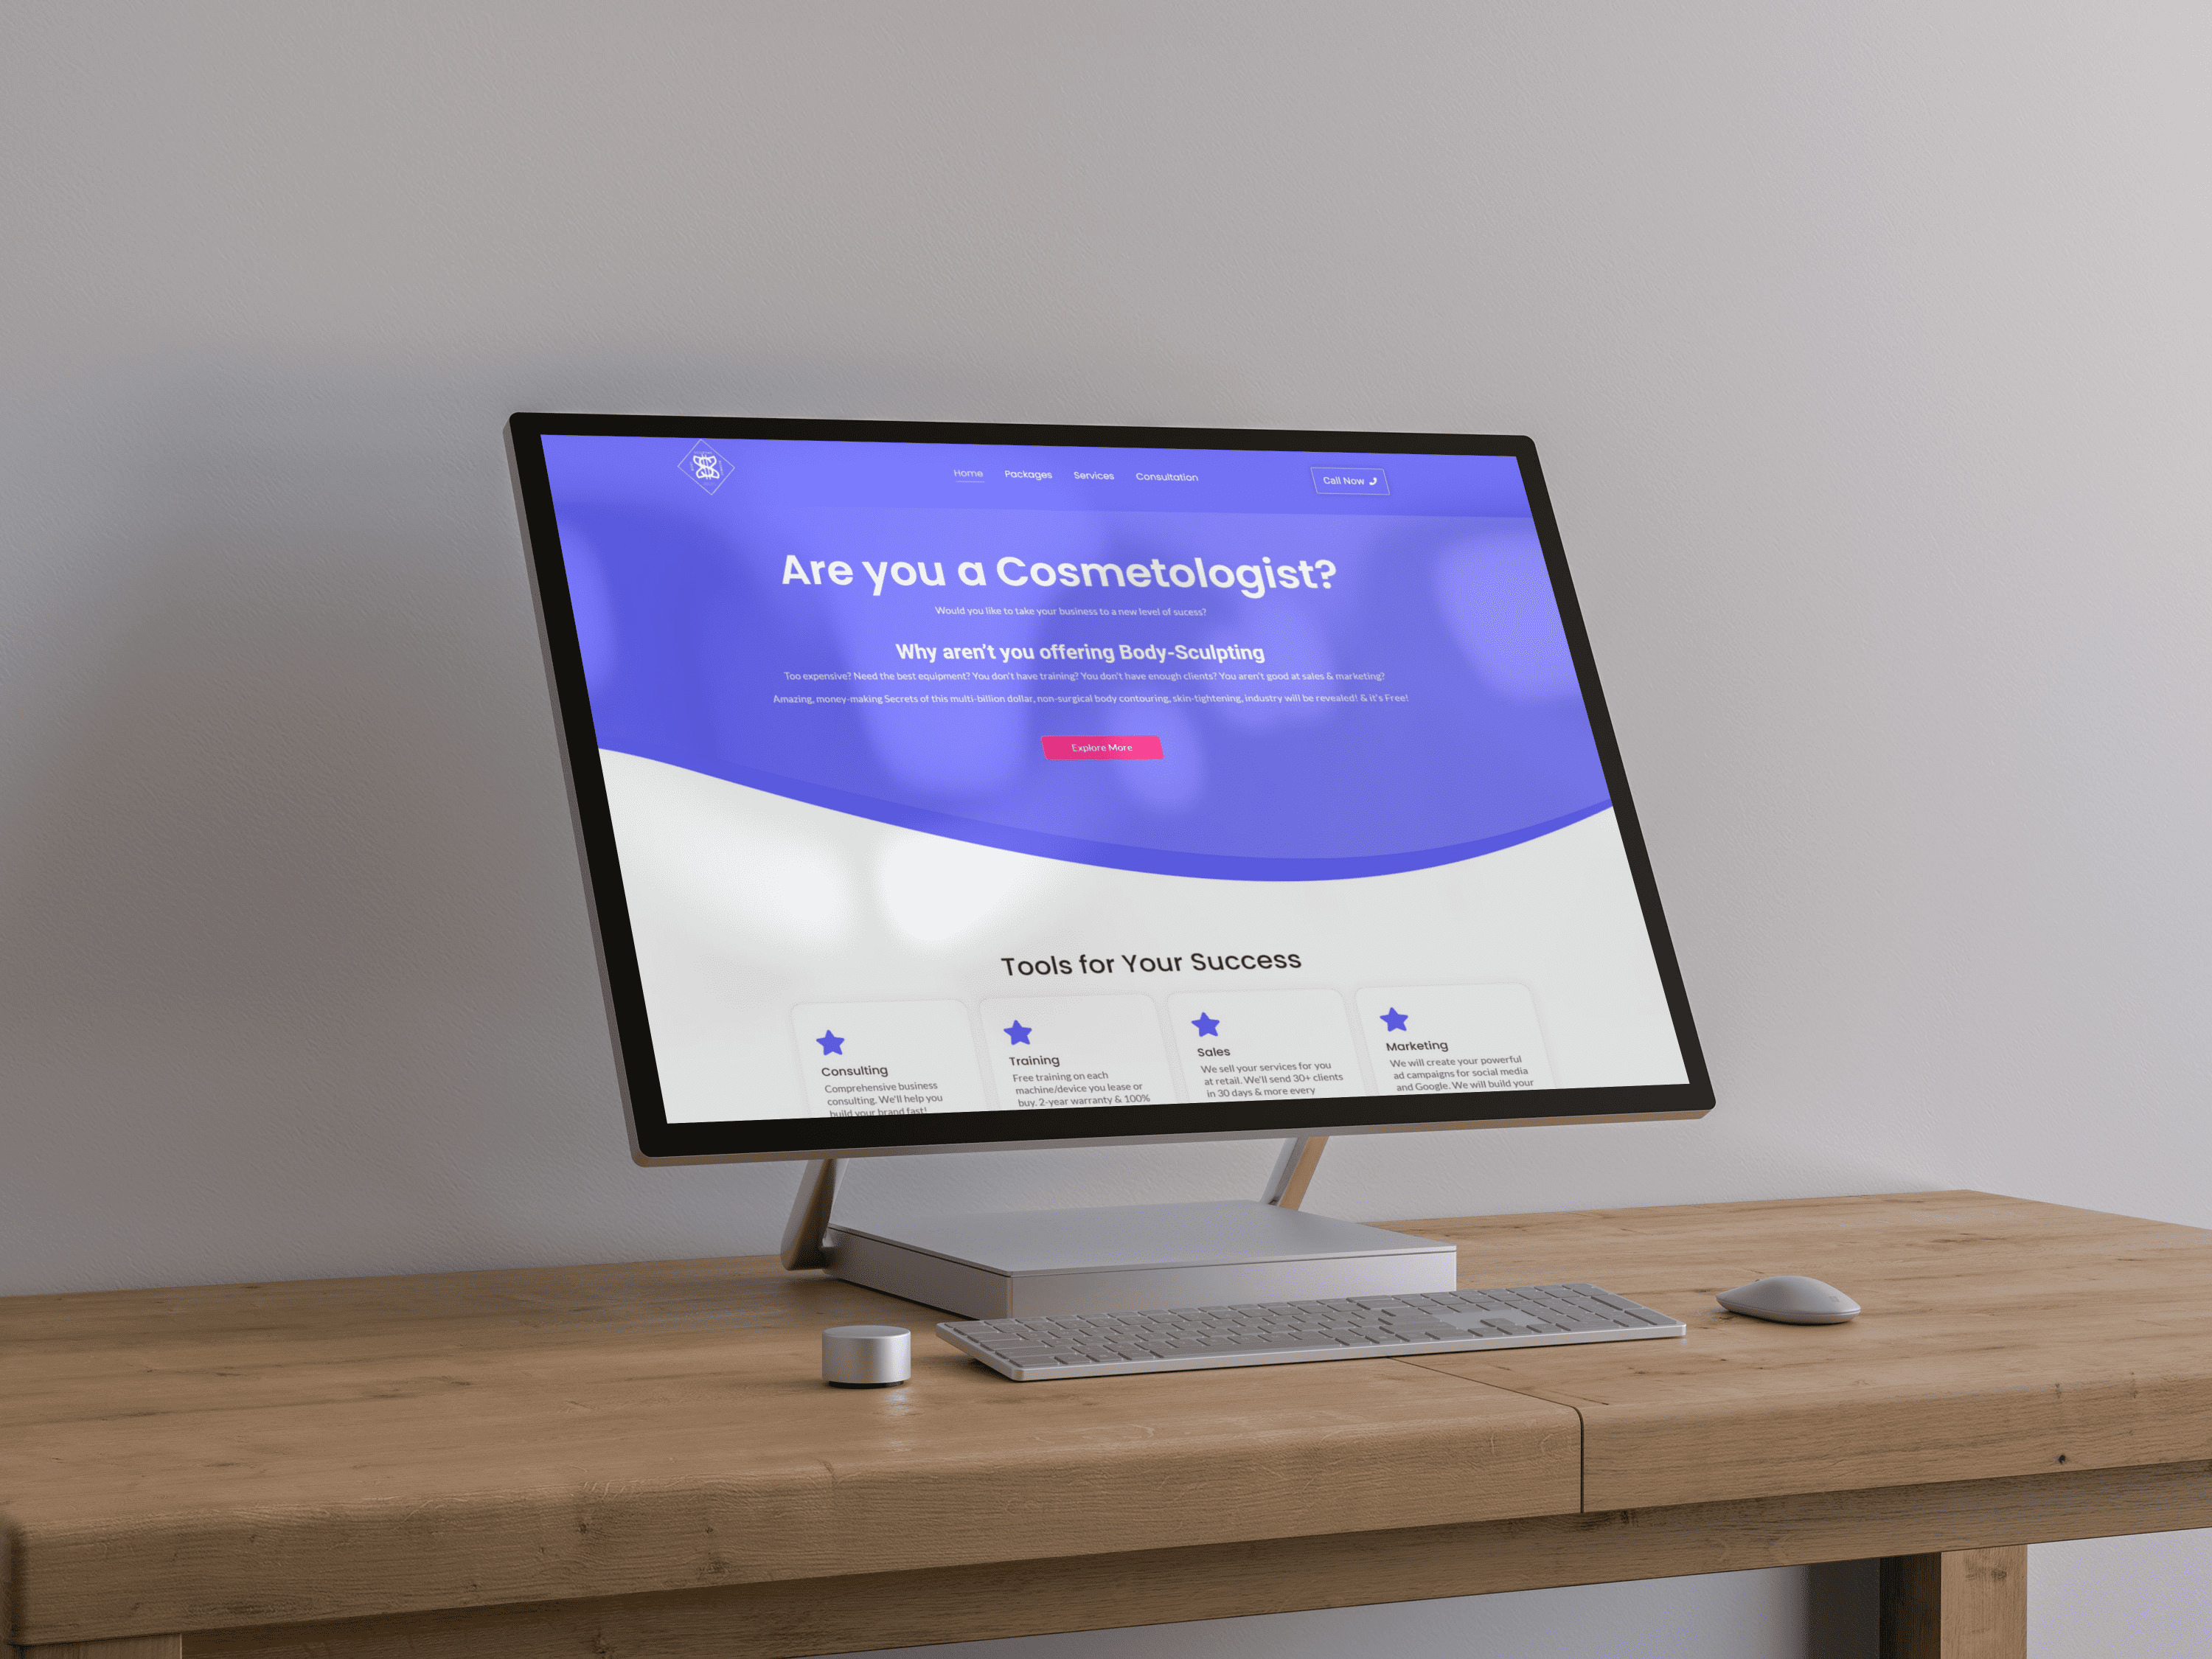 Home Packages Services Consultation Call Now
Are you a Cosmetologist?
Would you like to take your business to a new level of sucess?
Why aren't you offering Body-Sculpting
Too expensive? Need the best equipment? You don't have training? You don't have enough clients? You aren't good at sales & marketing?
Amazing, money-making Secrets of this multi-billion dollar, non-surgical body contouring, skin-tightening, industry will be revealed! & it's Free!
Explore More
Tools for Your Success
Consulting
Comprehensive business
consulting. We'll help you
build your brand fast!
Training
Free training on each
machine/device you lease or
buy. 2-year warranty & 100%
Sales
We sell your services for you
at retail. We'll send 30+ clients
in 30 days & more every
Marketing
We will create your powerful
ad campaigns for social media
and Google. We will build your